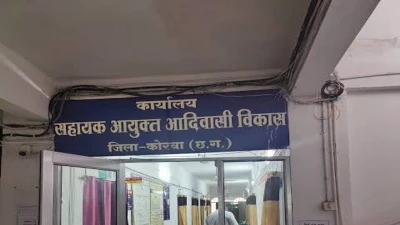 कार्यालय
सहायक आयुक्त आदिवासी विकास
जिला-कोरबा (छ.ग.)